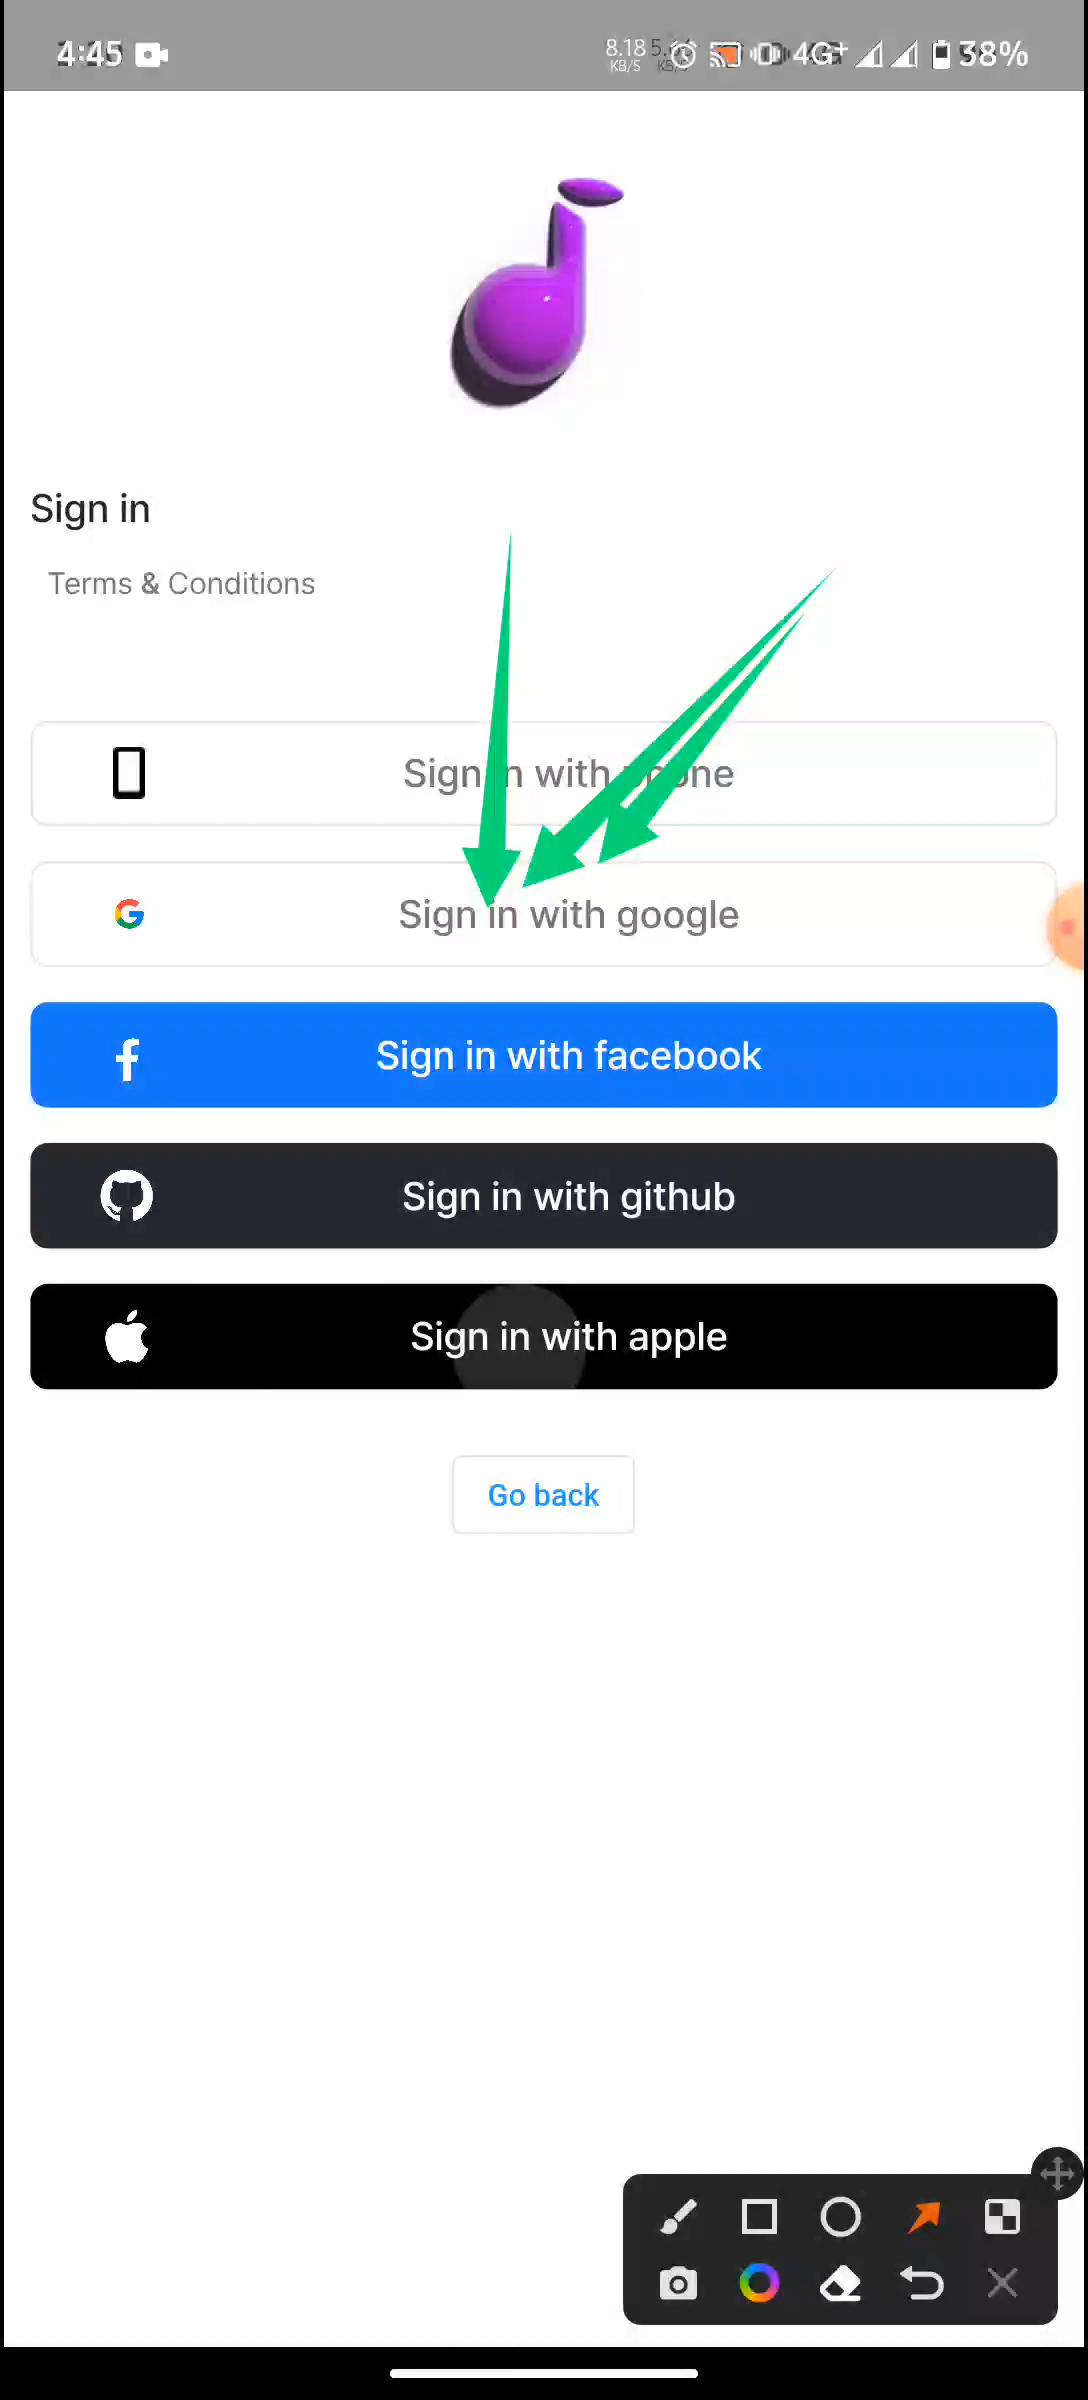 4:45
8.18
KB/S
4G+
38%
Sign in
Terms & Conditions
Sign in with phone
Sign in with google
Sign in with facebook
Sign in with github
Sign in with apple
Go back